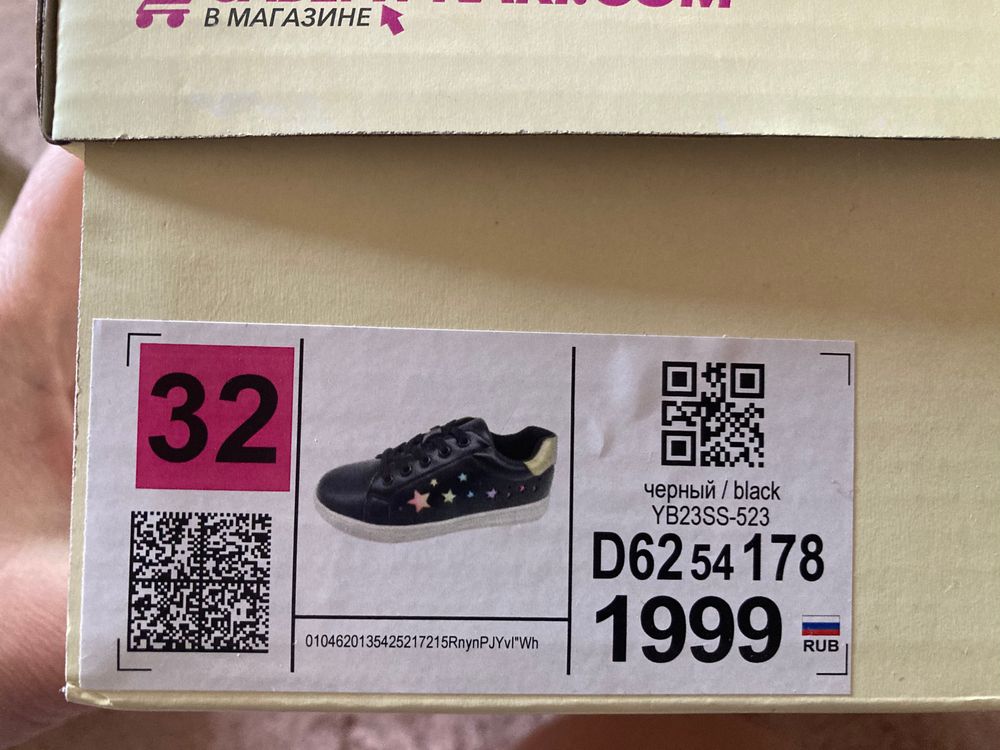 В МАГАЗИНЕ
32
0104620135425217215RnynPJYvl"Wh
черный / black
YB23SS-523
D62 54 178
1999
RUB